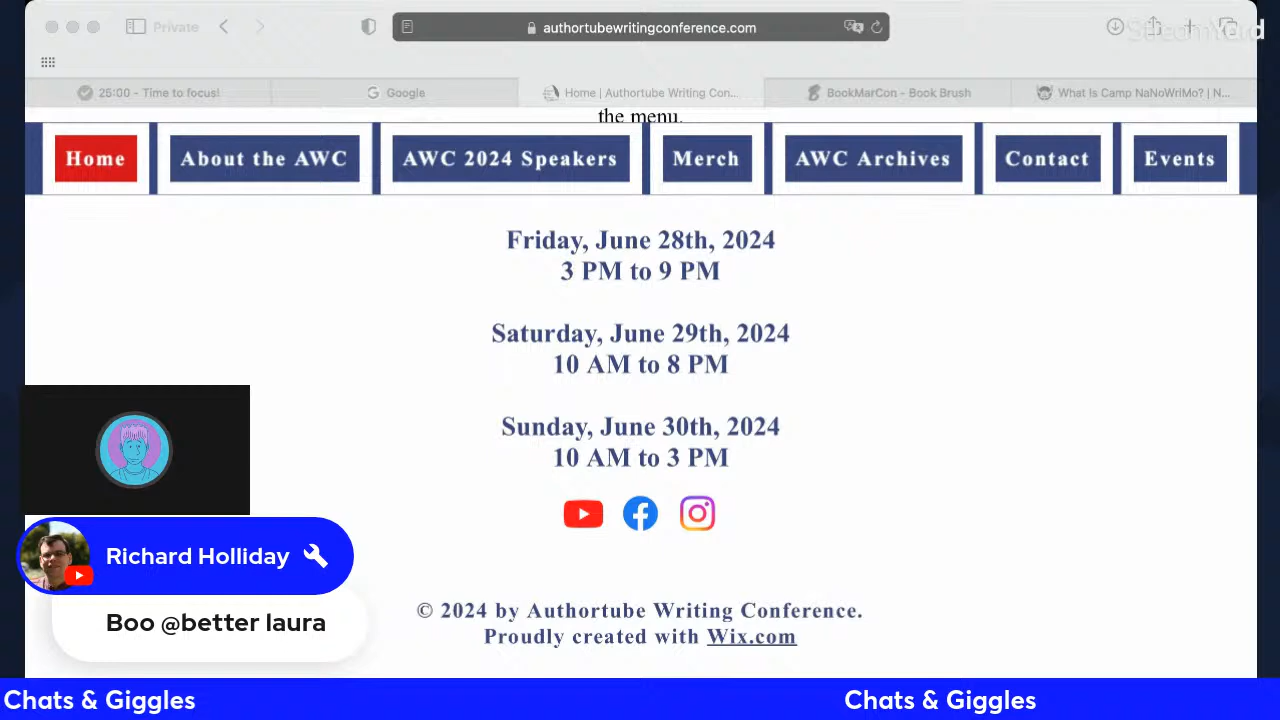 Private
authortubewritingconference.com
StreamYard
25:00 - Time to focus!
Google
Home | Authortube Writing Con...
BookMarCon - Book Brush
What Is Camp NaNoWriMo? | N...
the menu.
Home
About the AWC
AWC 2024 Speakers
Merch
AWC Archives
Contact
Events
Friday, June 28th, 2024
3 PM to 9 PM
Saturday, June 29th, 2024
10 AM to 8 PM
Sunday, June 30th, 2024
10 AM to 3 PM
Richard Holliday
Boo @better laura
© 2024 by Authortube Writing Conference.
Proudly created with Wix.com
Chats & Giggles
Chats & Giggles